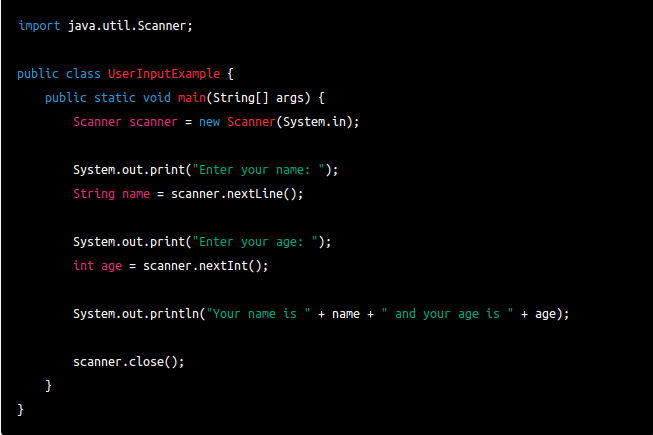 import java.util.Scanner;
public class UserInputExample {
public static void main(String[] args) {
Scanner scanner = new Scanner(System.in);
System.out.print("Enter your name: ");
String name = scanner.nextLine();
System.out.print("Enter your age: ");
int age = scanner.nextInt();
System.out.println("Your name is " + name + " and your age is " + age);
scanner.close();
}
}